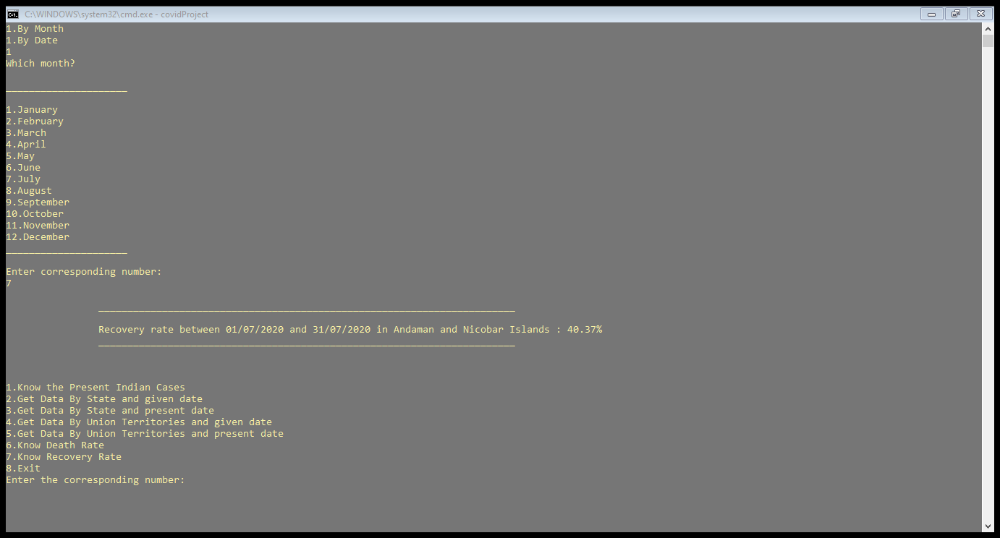 C:\WINDOWS\system32\cmd.exe - covidProject
1.By Month
1.By Date
1
Which month?
_____________________
1.January
2.February
3.March
4.April
5.May
6.June
7.July
8.August
9.September
10.October
11.November
12.December
_____________________
Enter corresponding number:
7
________________________________________________________________________
Recovery rate between 01/07/2020 and 31/07/2020 in Andaman and Nicobar Islands : 40.37%
________________________________________________________________________
1.Know the Present Indian Cases
2.Get Data By State and given date
3.Get Data By State and present date
4.Get Data By Union Territories and given date
5.Get Data By Union Territories and present date
6.Know Death Rate
7.Know Recovery Rate
8.Exit
Enter the corresponding number: